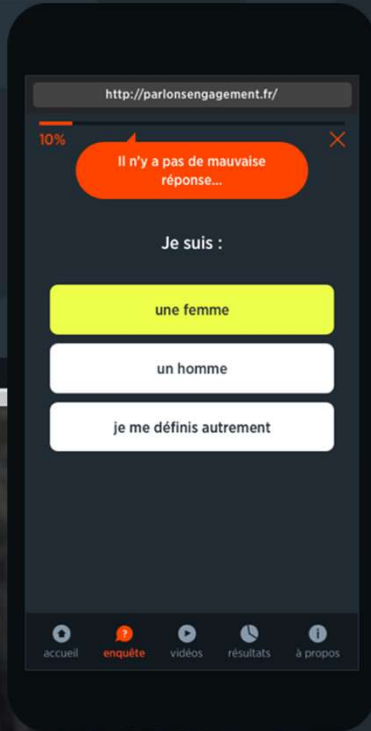 http://parlonsengagement.fr/
10%
Il n'y a pas de mauvaise
réponse...
Je suis :
une femme
un homme
je me définis autrement
accueil
enquête
vidéos
résultats
à propos